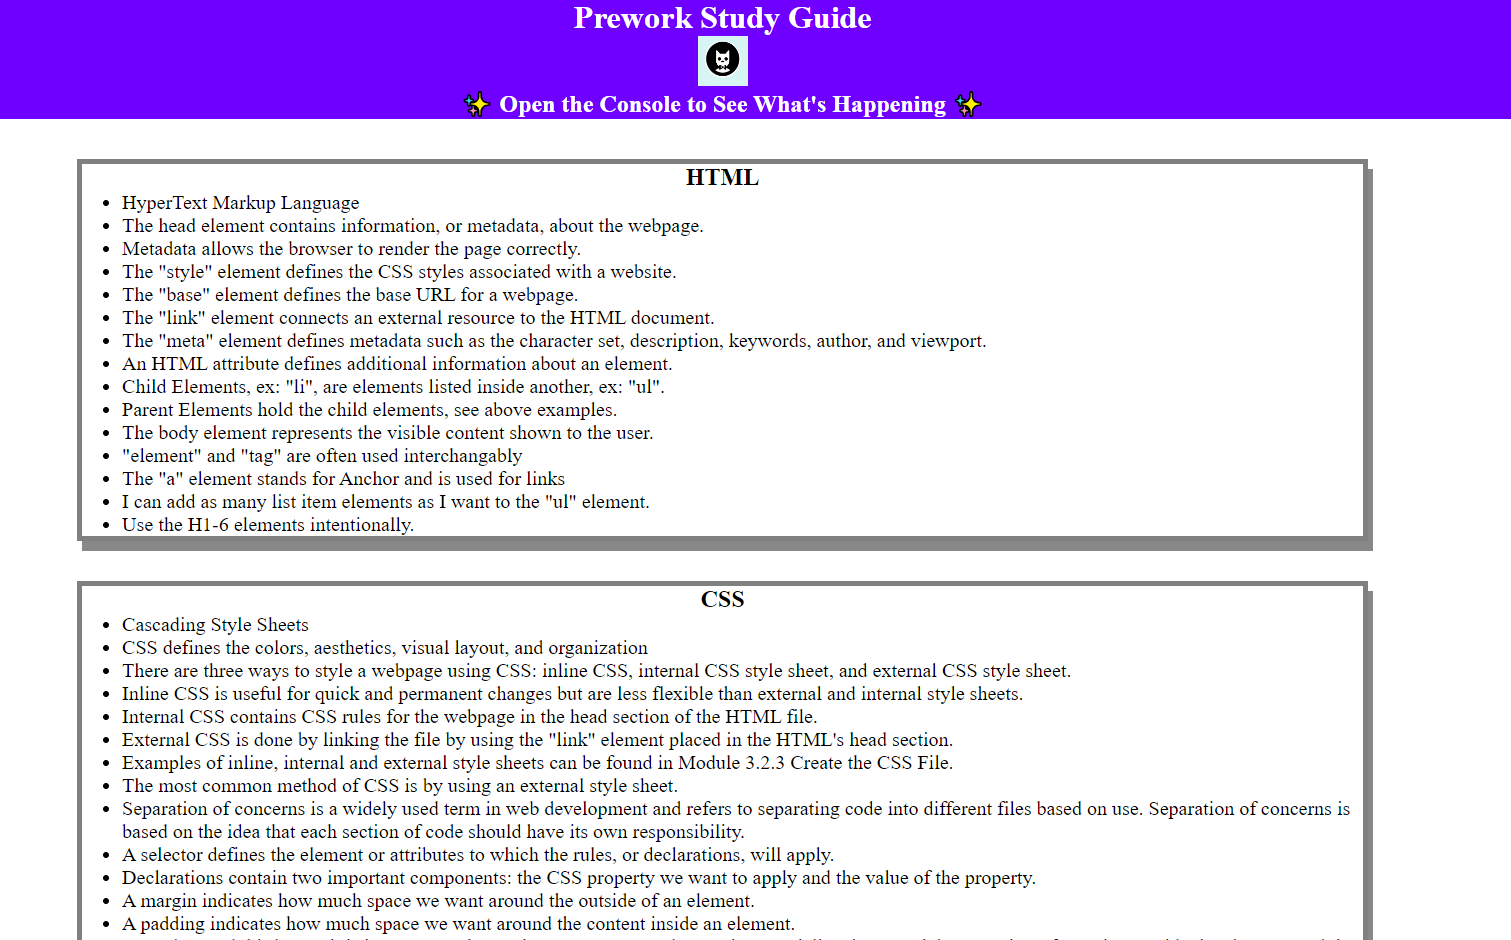 Prework Study Guide
✨ Open the Console to See What's Happening ✨
HTML
• HyperText Markup Language
• The head element contains information, or metadata, about the webpage.
• Metadata allows the browser to render the page correctly.
• The "style" element defines the CSS styles associated with a website.
• The "base" element defines the base URL for a webpage.
• The "link" element connects an external resource to the HTML document.
• The "meta" element defines metadata such as the character set, description, keywords, author, and viewport.
• An HTML attribute defines additional information about an element.
• Child Elements, ex: "li", are elements listed inside another, ex: "ul".
• Parent Elements hold the child elements, see above examples.
• The body element represents the visible content shown to the user.
• "element" and "tag" are often used interchangably
• The "a" element stands for Anchor and is used for links
• I can add as many list item elements as I want to the "ul" element.
• Use the H1-6 elements intentionally.
CSS
• Cascading Style Sheets
• CSS defines the colors, aesthetics, visual layout, and organization
• There are three ways to style a webpage using CSS: inline CSS, internal CSS style sheet, and external CSS style sheet.
• Inline CSS is useful for quick and permanent changes but are less flexible than external and internal style sheets.
• Internal CSS contains CSS rules for the webpage in the head section of the HTML file.
• External CSS is done by linking the file by using the "link" element placed in the HTML's head section.
• Examples of inline, internal and external style sheets can be found in Module 3.2.3 Create the CSS File.
• The most common method of CSS is by using an external style sheet.
• Separation of concerns is a widely used term in web development and refers to separating code into different files based on use. Separation of concerns is
based on the idea that each section of code should have its own responsibility.
• A selector defines the element or attributes to which the rules, or declarations, will apply.
• Declarations contain two important components: the CSS property we want to apply and the value of the property.
• A margin indicates how much space we want around the outside of an element.
• A padding indicates how much space we want around the content inside an element.